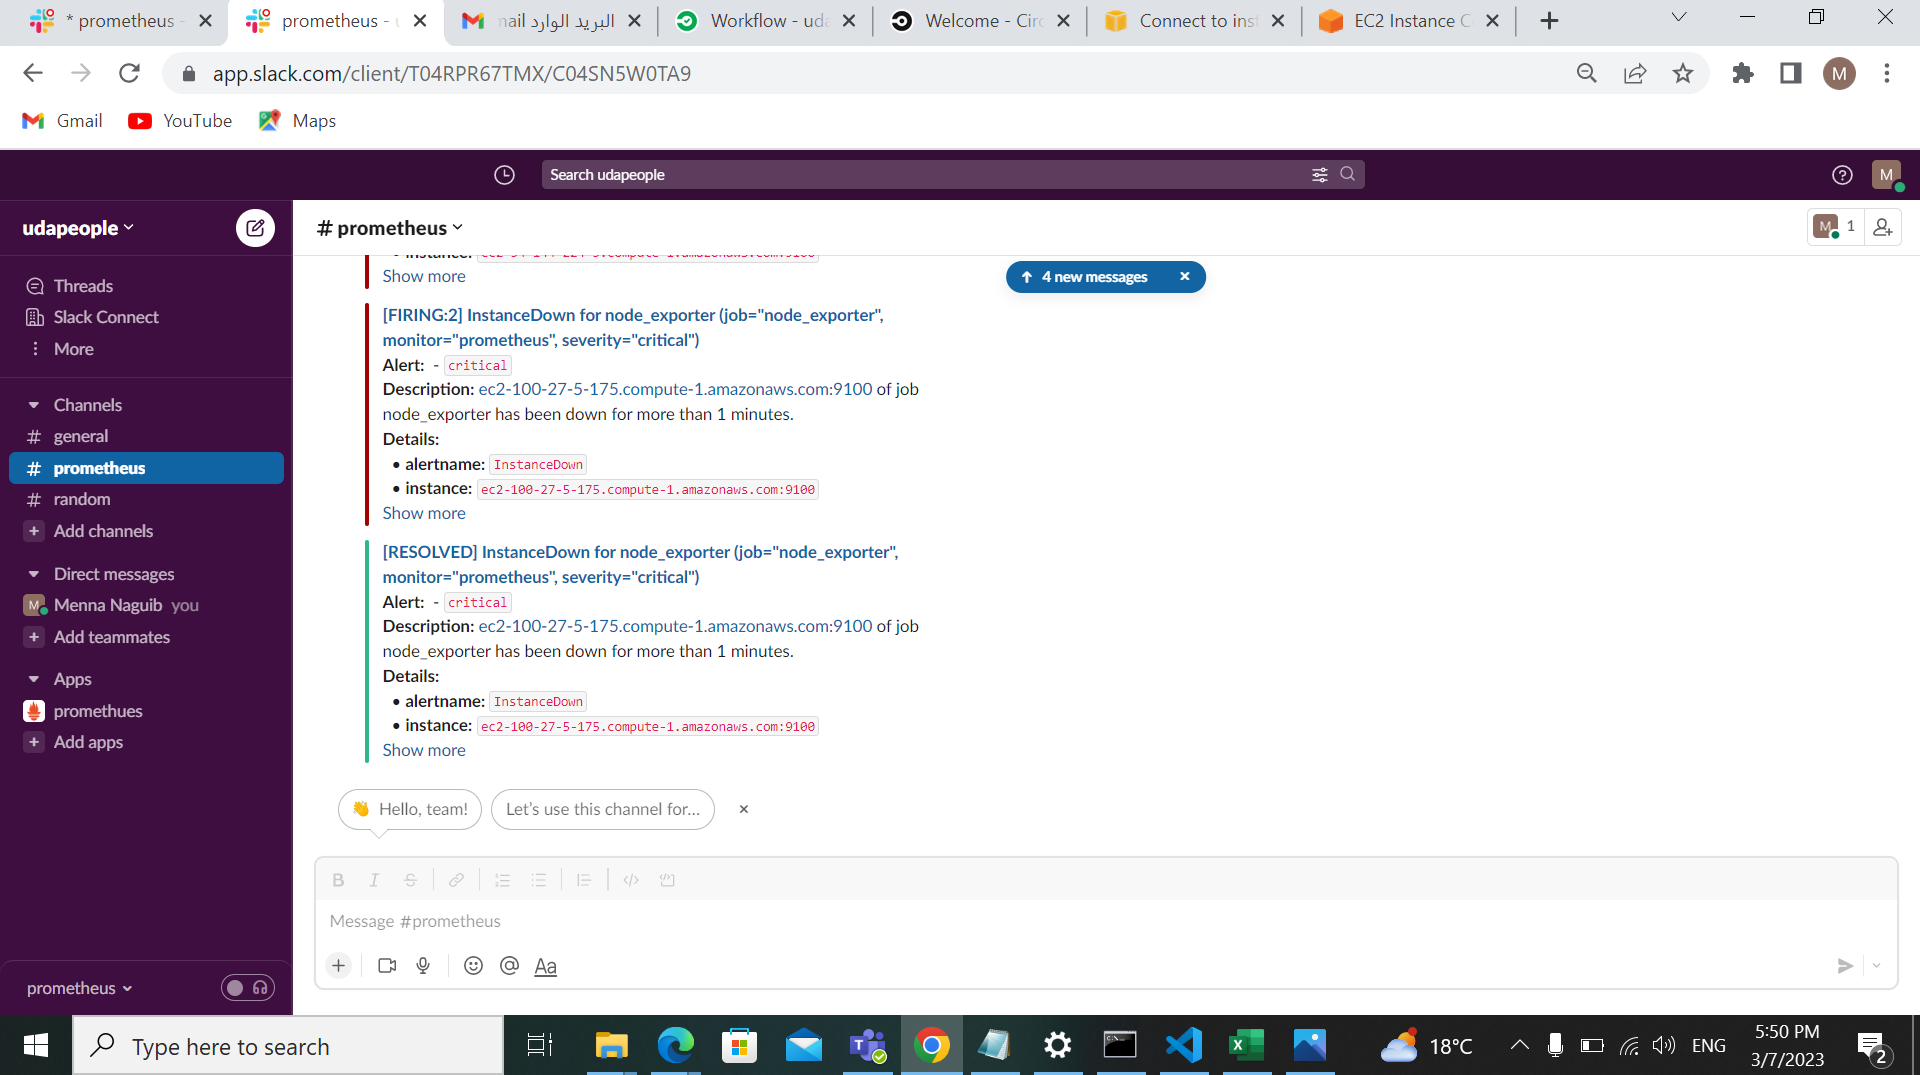 * prometheus -
prometheus - u
البريد الوارد mail
Workflow - uda
Welcome - Circ
Connect to inst
EC2 Instance C
app.slack.com/client/T04RPR67TMX/C04SN5W0TA9
M
Gmail
YouTube
Maps
Search udapeople
M
udapeople
# prometheus
M 1
Threads
Slack Connect
More
Channels
# general
# prometheus
# random
+ Add channels
Direct messages
M Menna Naguib you
+ Add teammates
Apps
promethues
+ Add apps
prometheus
Show more
4 new messages
[FIRING:2] InstanceDown for node_exporter (job="node_exporter",
monitor="prometheus", severity="critical")
Alert: - critical
Description: ec2-100-27-5-175.compute-1.amazonaws.com:9100 of job
node_exporter has been down for more than 1 minutes.
Details:
• alertname: InstanceDown
• instance: ec2-100-27-5-175.compute-1.amazonaws.com:9100
Show more
[RESOLVED] InstanceDown for node_exporter (job="node_exporter",
monitor="prometheus", severity="critical")
Alert: - critical
Description: ec2-100-27-5-175.compute-1.amazonaws.com:9100 of job
node_exporter has been down for more than 1 minutes.
Details:
• alertname: InstanceDown
• instance: ec2-100-27-5-175.compute-1.amazonaws.com:9100
Show more
👋 Hello, team!
Let's use this channel for...
Message #prometheus
Aa
Type here to search
18°C
ENG
5:50 PM
3/7/2023
2